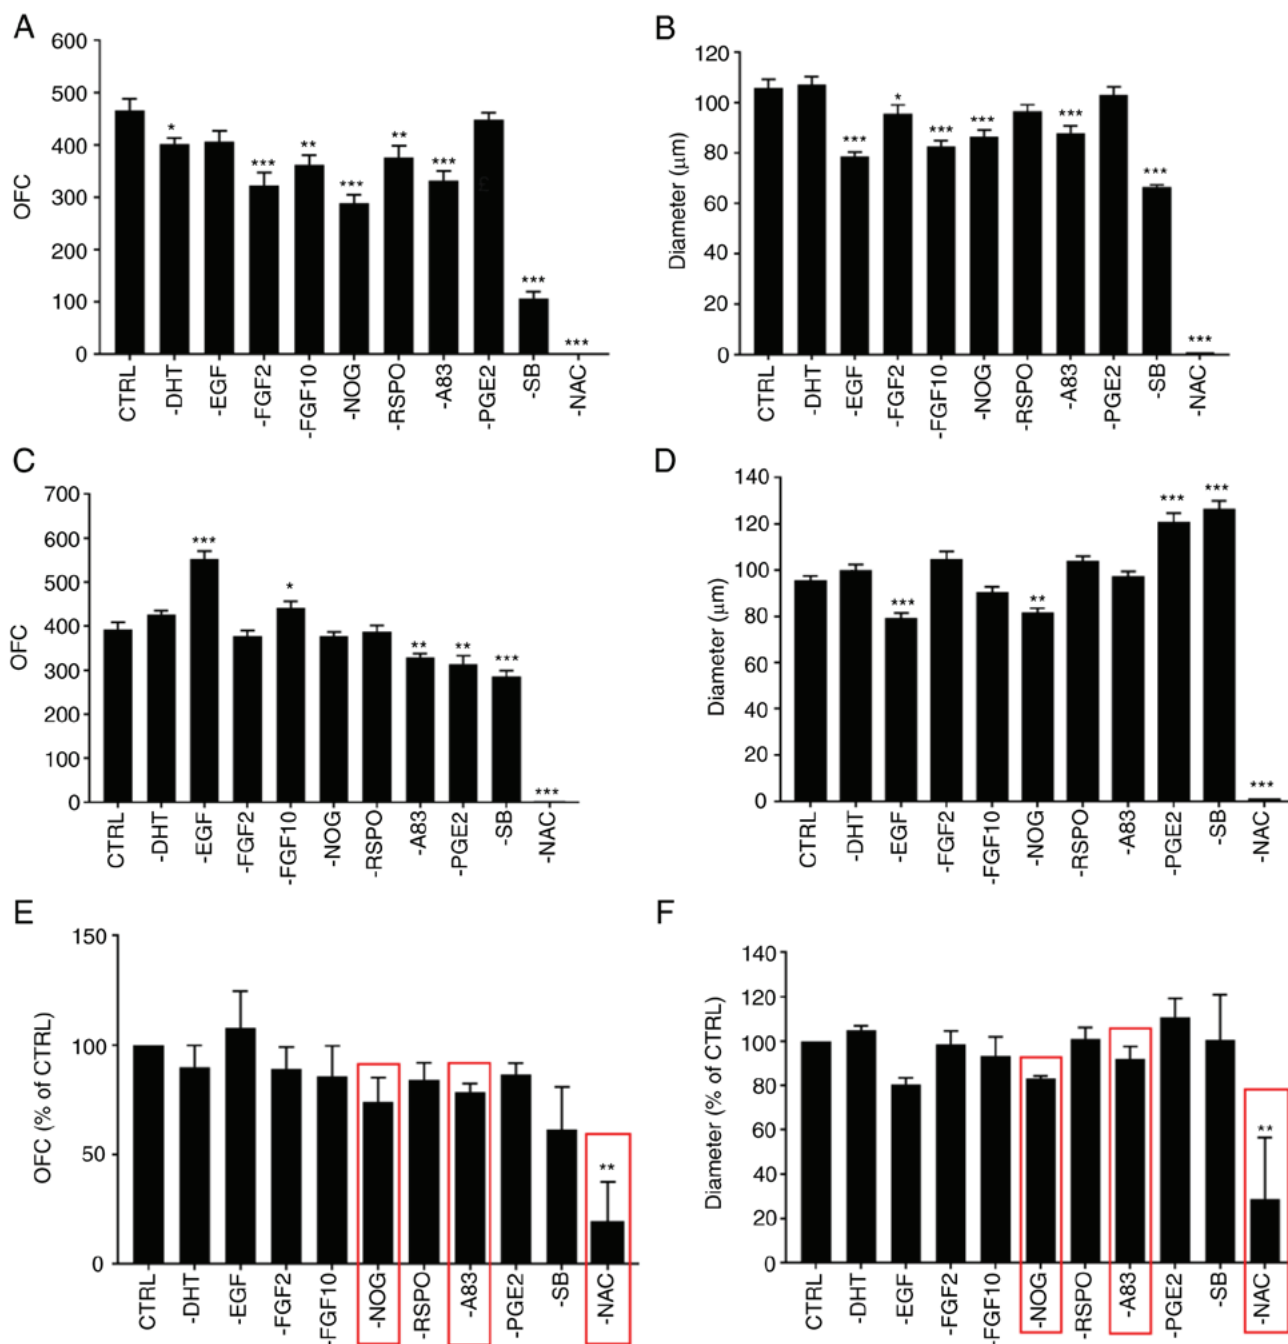 A
600
500
400
300
200
100
0
OFC
*
***
**
***
**
***
***
***
CTRL
-DHT
-EGF
-FGF2
-FGF10
-NOG
-RSPO
-A83
-PGE2
-SB
-NAC
B
120
100
80
60
40
20
0
Diameter (μm)
***
*
***
***
***
***
***
CTRL
-DHT
-EGF
-FGF2
-FGF10
-NOG
-RSPO
-A83
-PGE2
-SB
-NAC
C
700
600
500
400
300
200
100
0
OFC
***
*
**
**
***
***
CTRL
-DHT
-EGF
-FGF2
-FGF10
-NOG
-RSPO
-A83
-PGE2
-SB
-NAC
D
140
120
100
80
60
40
20
0
Diameter (μm)
***
**
***
***
***
CTRL
-DHT
-EGF
-FGF2
-FGF10
-NOG
-RSPO
-A83
-PGE2
-SB
-NAC
E
150
100
50
0
OFC (% of CTRL)
**
CTRL
-DHT
-EGF
-FGF2
-FGF10
-NOG
-RSPO
-A83
-PGE2
-SB
-NAC
F
140
120
100
80
60
40
20
0
Diameter (% of CTRL)
**
CTRL
-DHT
-EGF
-FGF2
-FGF10
-NOG
-RSPO
-A83
-PGE2
-SB
-NAC